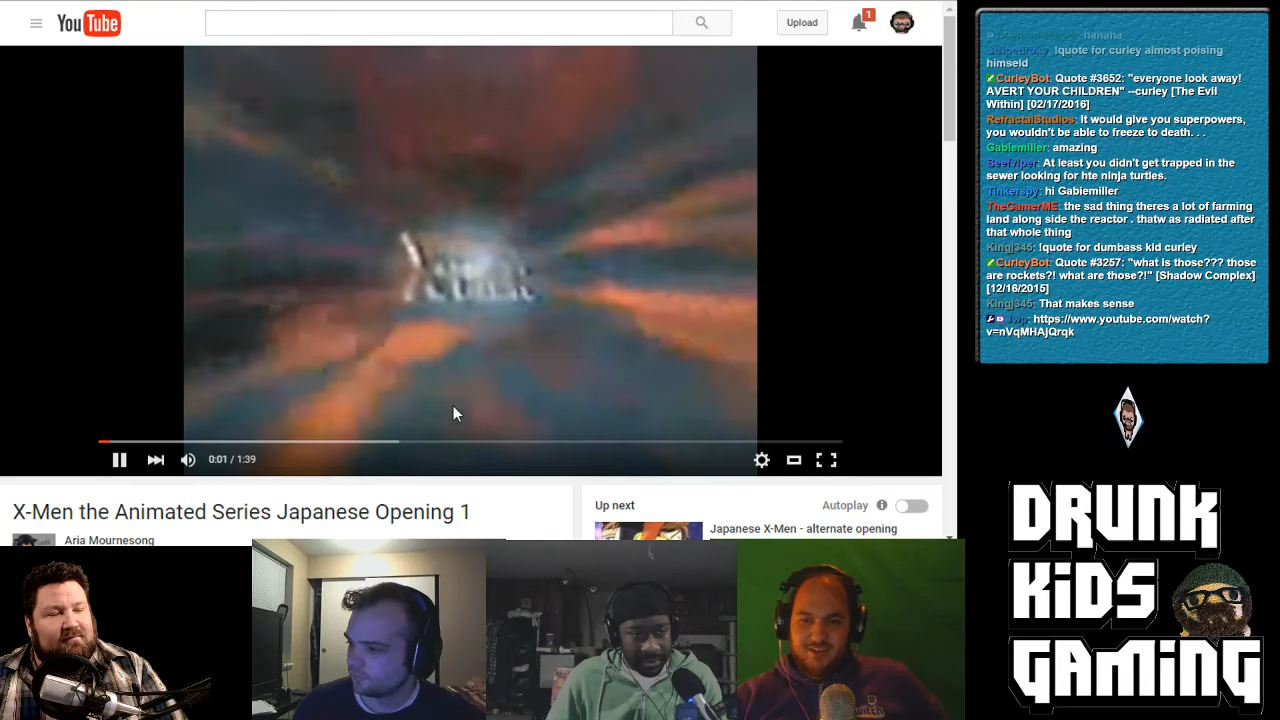 YouTube
Upload
1
0:01 / 1:39
X-Men the Animated Series Japanese Opening 1
Aria Mournesong
Up next
Autoplay
Japanese X-Men - alternate opening
hahaha
!quote for curley almost poising
himseld
CurleyBot: Quote #3652: "everyone look away!
AVERT YOUR CHILDREN" --curley [The Evil
Within] [02/17/2016]
RefractalStudios: It would give you superpowers,
you wouldn't be able to freeze to death. . .
Gabiemiller: amazing
BeefViper: At least you didn't get trapped in the
sewer looking for hte ninja turtles.
Tinkerspy: hi Gabiemiller
TheGamerME: the sad thing theres a lot of farming
land along side the reactor . thatw as radiated after
that whole thing
Kingj345: !quote for dumbass kid curley
CurleyBot: Quote #3257: "what is those??? those
are rockets?! what are those?!" [Shadow Complex]
[12/16/2015]
Kingj345: That makes sense
Jwp: https://www.youtube.com/watch?
v=nVqMHAjQrqk
DRUNK
KIDS
GAMING